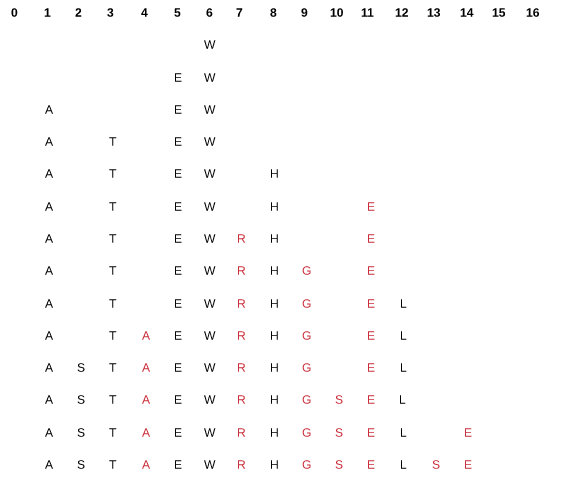 0 1 2 3 4 5 6 7 8 9 10 11 12 13 14 15 16
W
E W
A E W
A T E W
A T E W H
A T E W H E
A T E W R H E
A T E W R H G E
A T E W R H G E L
A T A E W R H G E L
A S T A E W R H G E L
A S T A E W R H G S E L
A S T A E W R H G S E L E
A S T A E W R H G S E L S E